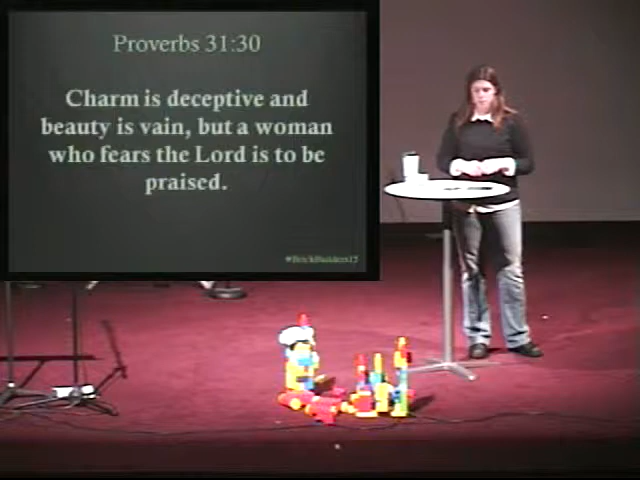 Proverbs 31:30
Charm is deceptive and
beauty is vain, but a woman
who fears the Lord is to be
praised.
#BrickBuilders15